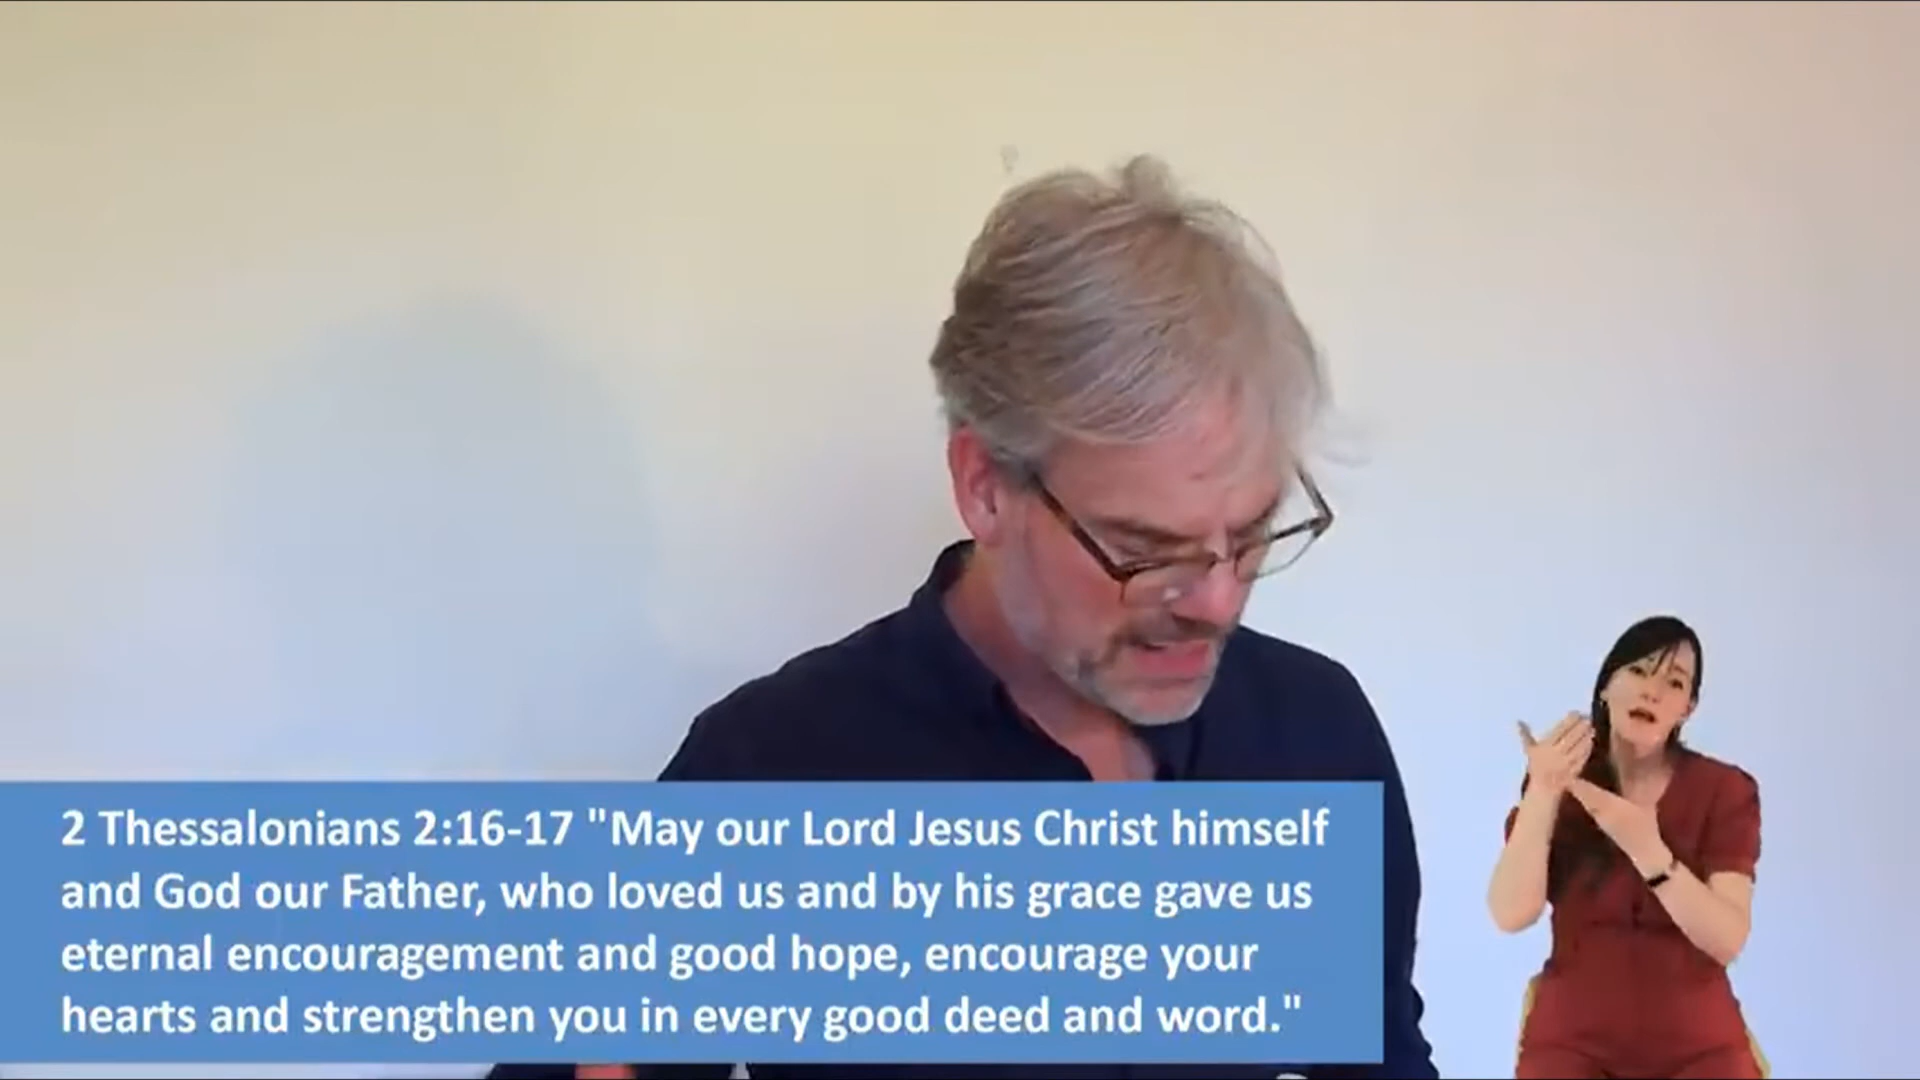 2 Thessalonians 2:16-17 "May our Lord Jesus Christ himself
and God our Father, who loved us and by his grace gave us
eternal encouragement and good hope, encourage your
hearts and strengthen you in every good deed and word."